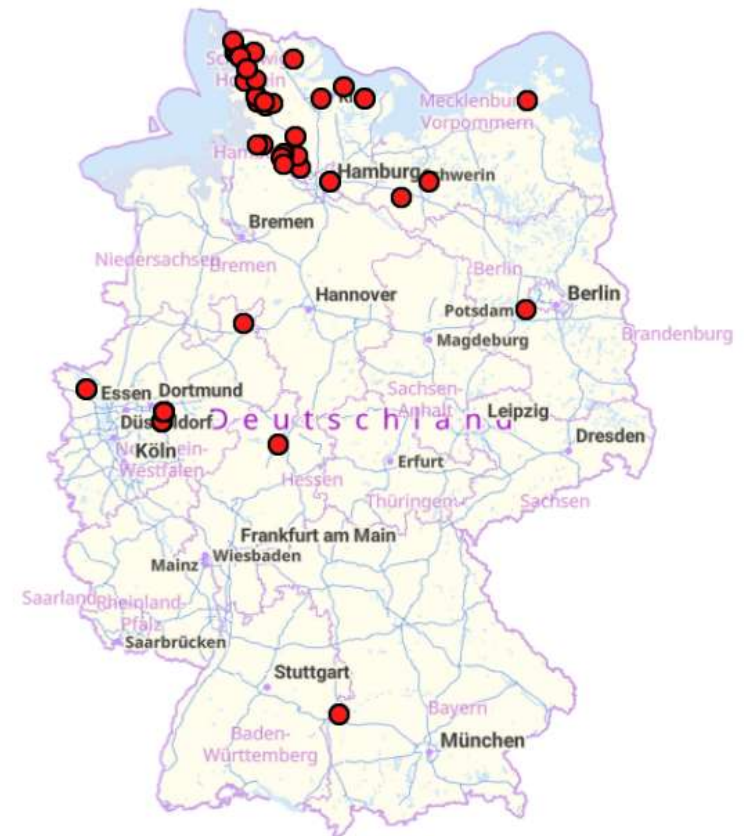 Mecklenburg-
Vorpommern
Hamburg
Bremen
Niedersachsen
Bremen
Berlin
Hannover
Berlin
Potsdam
Brandenburg
Magdeburg
Essen
Dortmund
Sachsen-
Anhalt
Leipzig
Deutschland
Dresden
Köln
Westfalen
Erfurt
Hessen
Thüringen
Sachsen
Frankfurt am Main
Wiesbaden
Mainz
Saarland
Rheinland-
Pfalz
Saarbrücken
Stuttgart
Bayern
Baden-
Württemberg
München